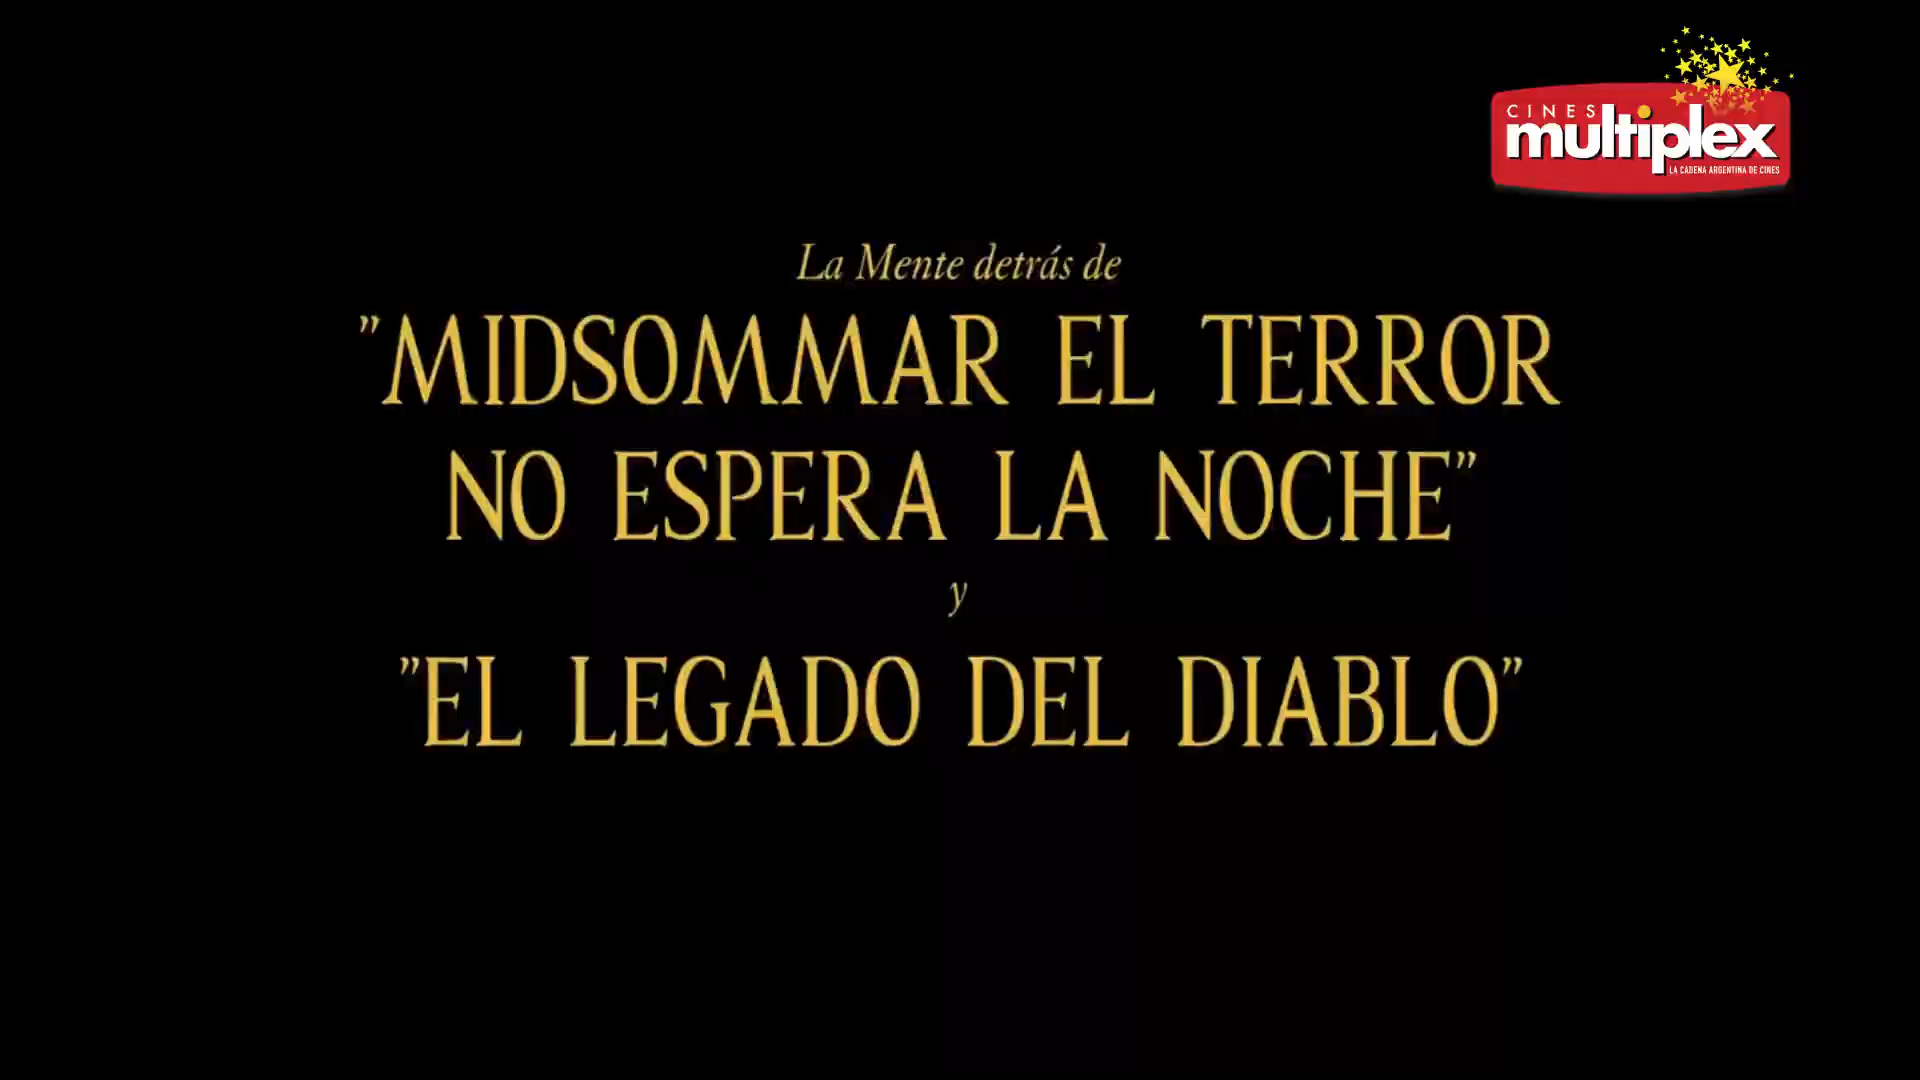 CINES
multiplex
LA CADENA ARGENTINA DE CINES
La Mente detrás de
"MIDSOMMAR EL TERROR
NO ESPERA LA NOCHE"
y
"EL LEGADO DEL DIABLO"